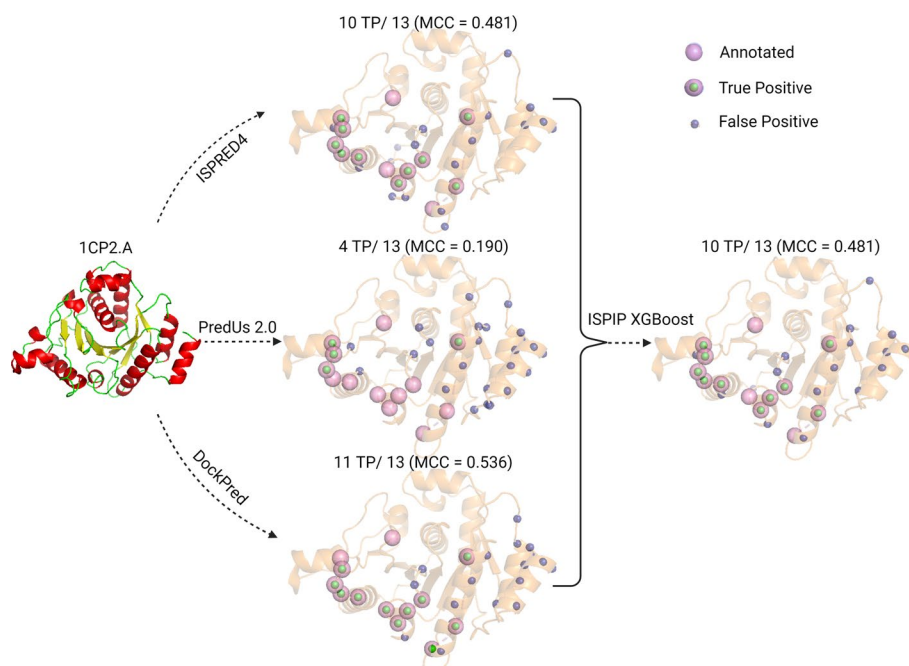 10 TP/ 13 (MCC = 0.481)
Annotated
True Positive
False Positive
ISPRED4
1CP2.A
4 TP/ 13 (MCC = 0.190)
10 TP/ 13 (MCC = 0.481)
PredUs 2.0
ISPIP XGBoost
11 TP/ 13 (MCC = 0.536)
DockPred